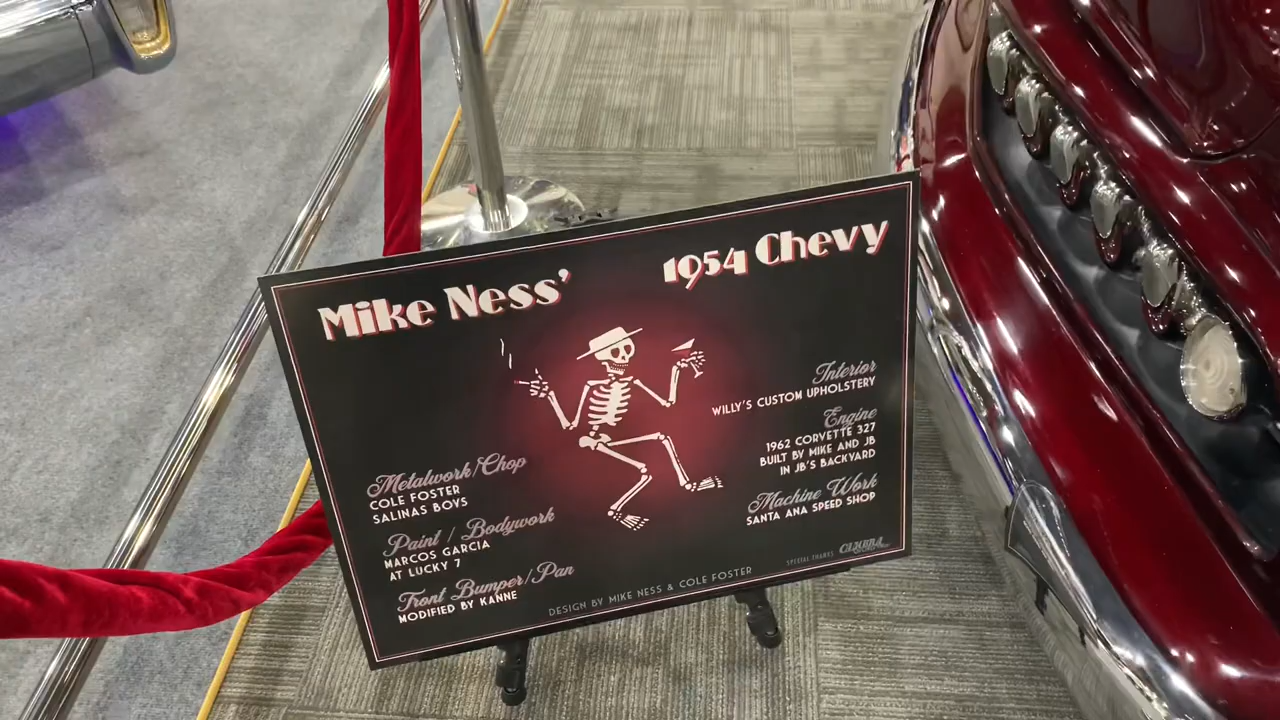 Mike Ness'
1954 Chevy
Metalwork/Chop
COLE FOSTER
SALINAS BOYS
Paint / Bodywork
MARCOS GARCIA
AT LUCKY 7
Front Bumper/Pan
MODIFIED BY KANNE
Interior
WILLY'S CUSTOM UPHOLSTERY
Engine
1962 CORVETTE 327
BUILT BY MIKE AND JB
IN JB'S BACKYARD
Machine Work
SANTA ANA SPEED SHOP
DESIGN BY MIKE NESS & COLE FOSTER
SPECIAL THANKS